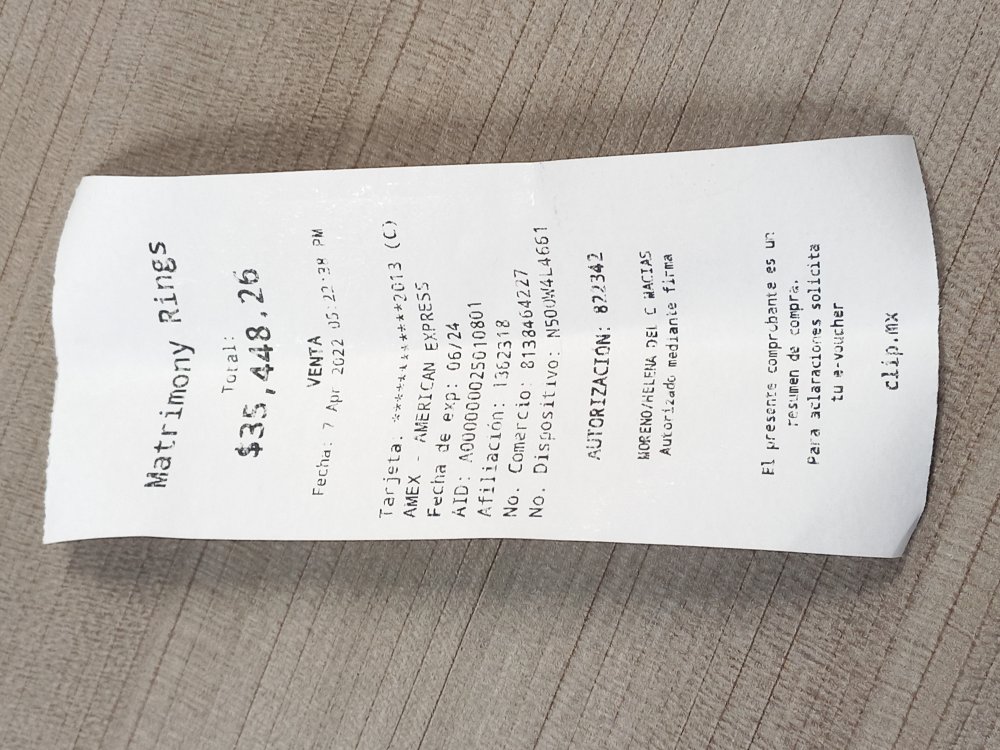 Matrimony Rings
Total:
$35,448.26
Fecha: 7 Apr 2022 05:22:38 PM
VENTA
Tarjeta: ************2013 (C)
AMEX - AMERICAN EXPRESS
Fecha de exp: 06/24
AID: A000000025010801
Afiliación: 1362318
No. Comercio: 8138464227
No. Dispositivo: N500W4L4661
AUTORIZACION: 822342
MORENO/HELENA DEL C MACIAS
Autorizado mediante firma
El presente comprobante es un
resumen de compra.
Para aclaraciones solicita
tu e-voucher
clip.mx